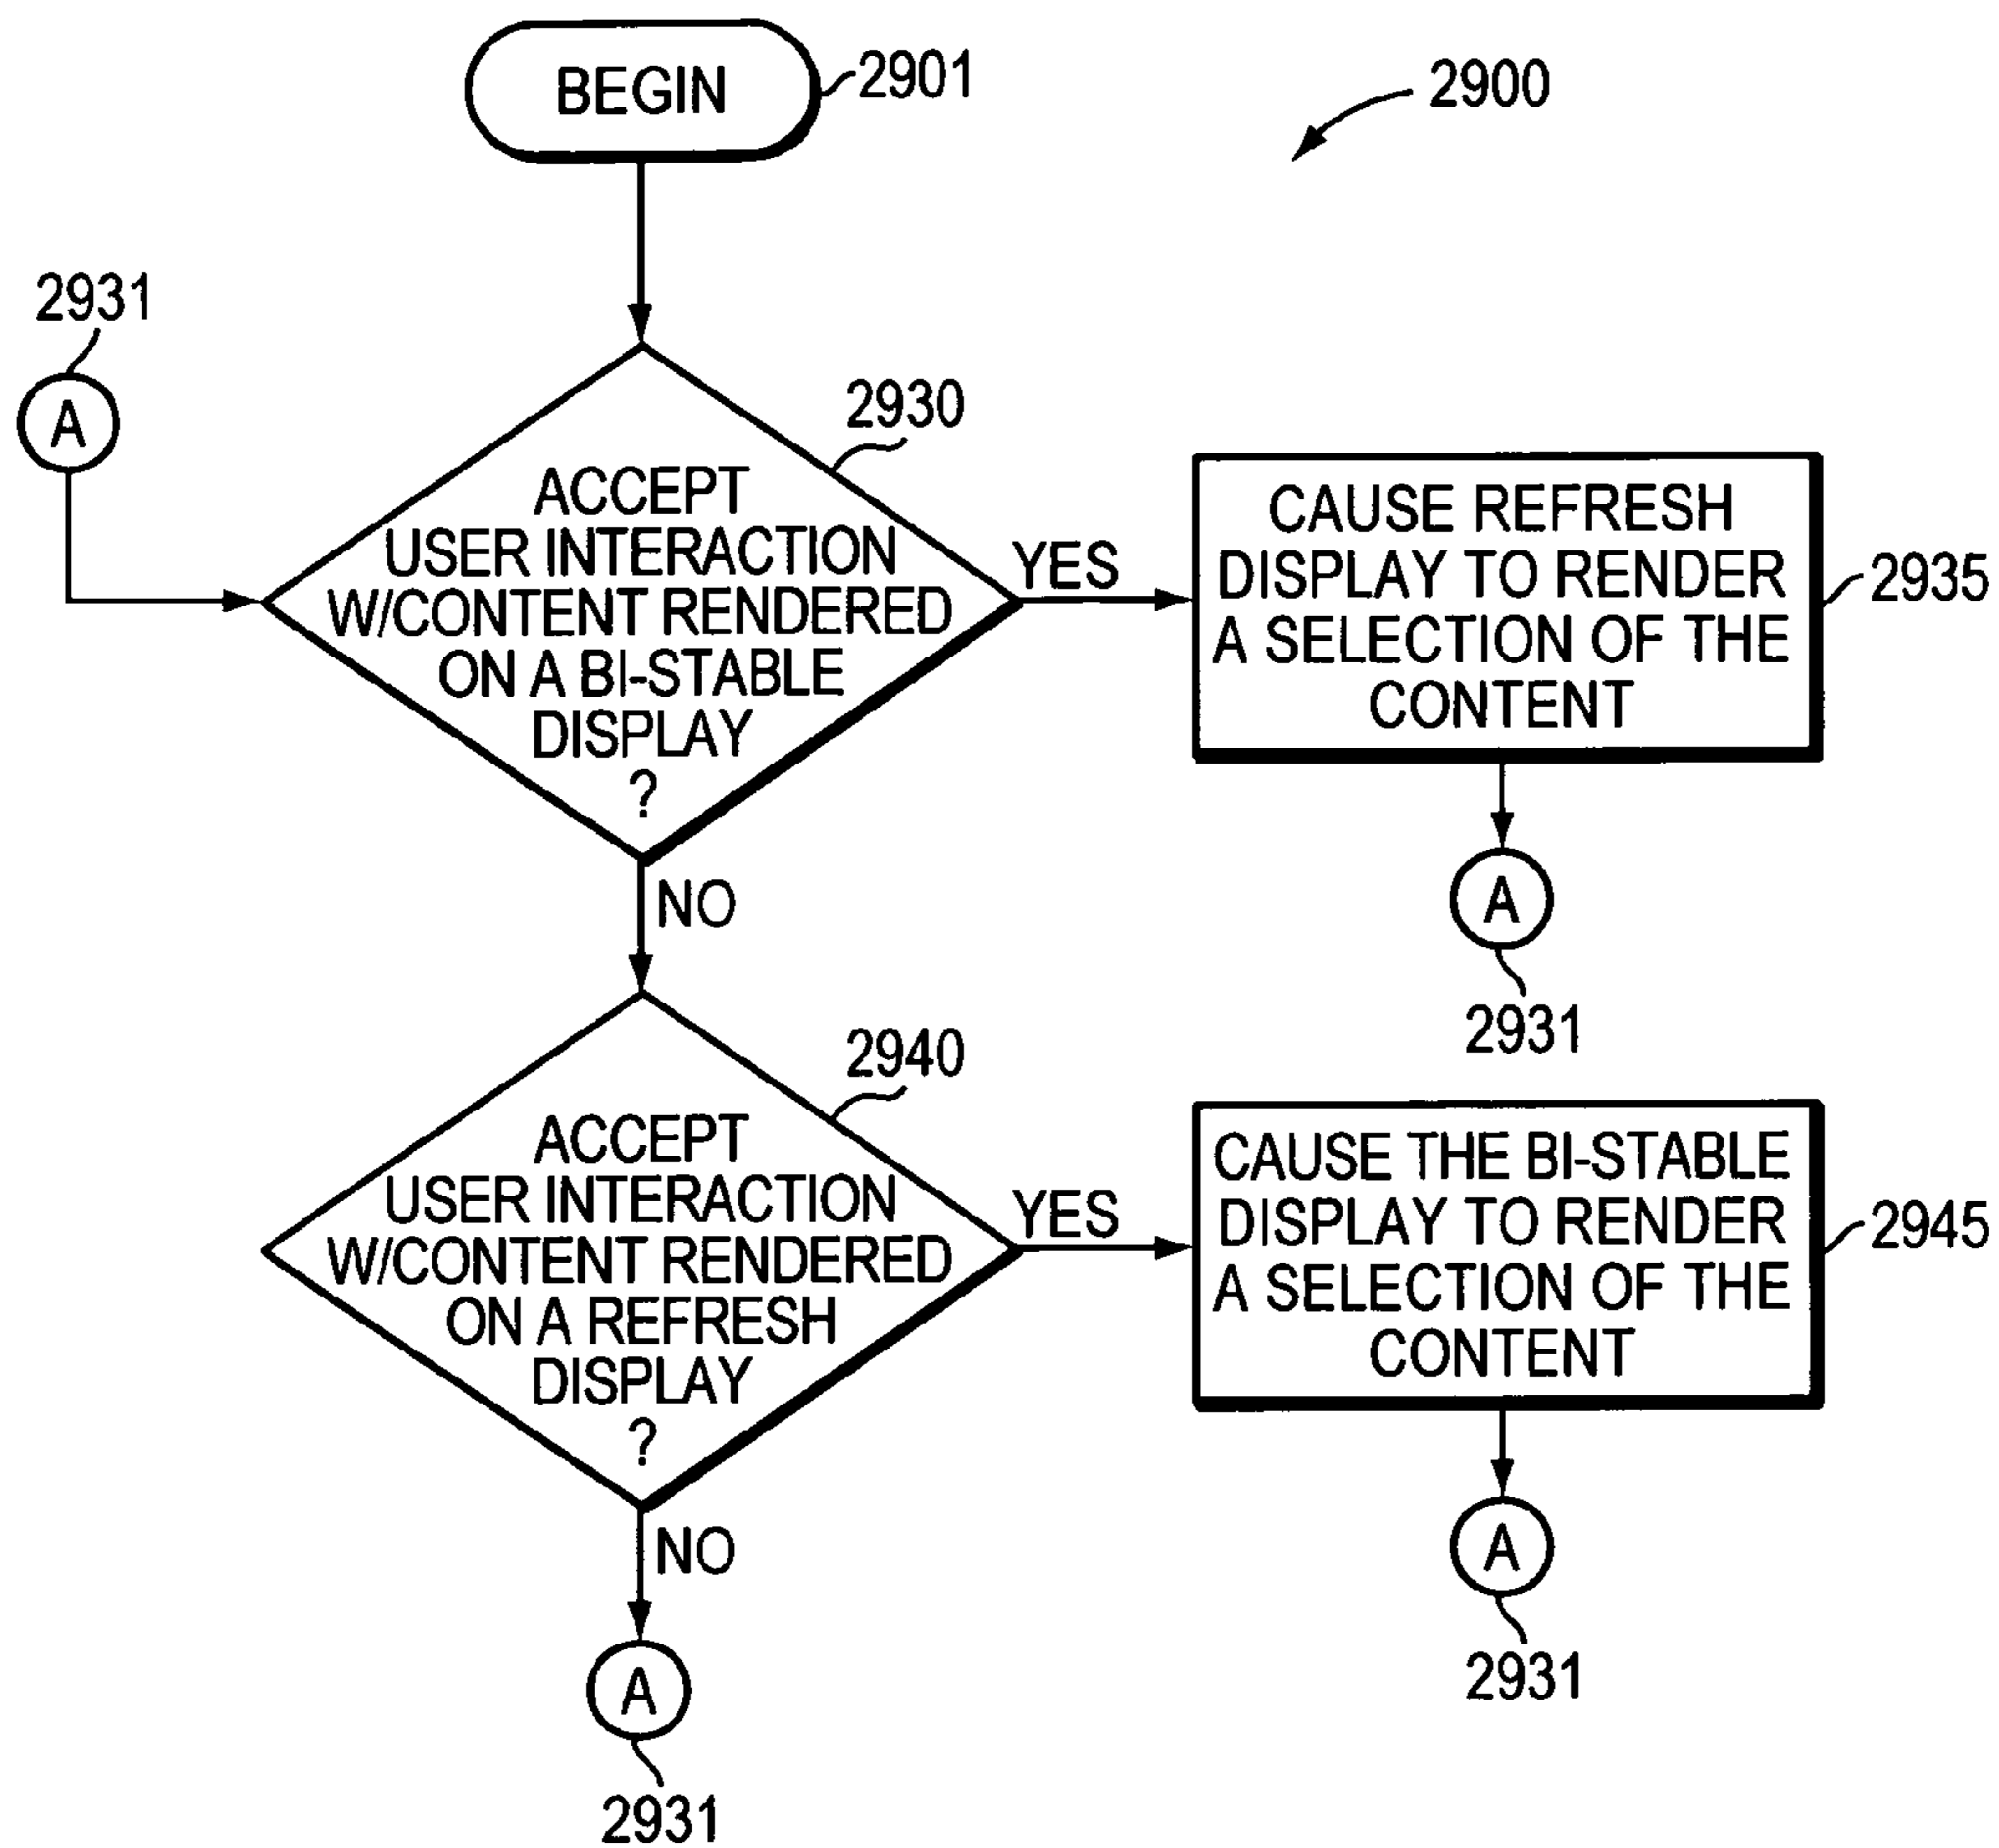 BEGIN
2901
2900
2931
A
2930
ACCEPT
USER INTERACTION
W/CONTENT RENDERED
ON A BI-STABLE
DISPLAY
?
YES
CAUSE REFRESH
DISPLAY TO RENDER
A SELECTION OF THE
CONTENT
2935
A
2931
NO
2940
ACCEPT
USER INTERACTION
W/CONTENT RENDERED
ON A REFRESH
DISPLAY
?
YES
CAUSE THE BI-STABLE
DISPLAY TO RENDER
A SELECTION OF THE
CONTENT
2945
A
2931
NO
A
2931